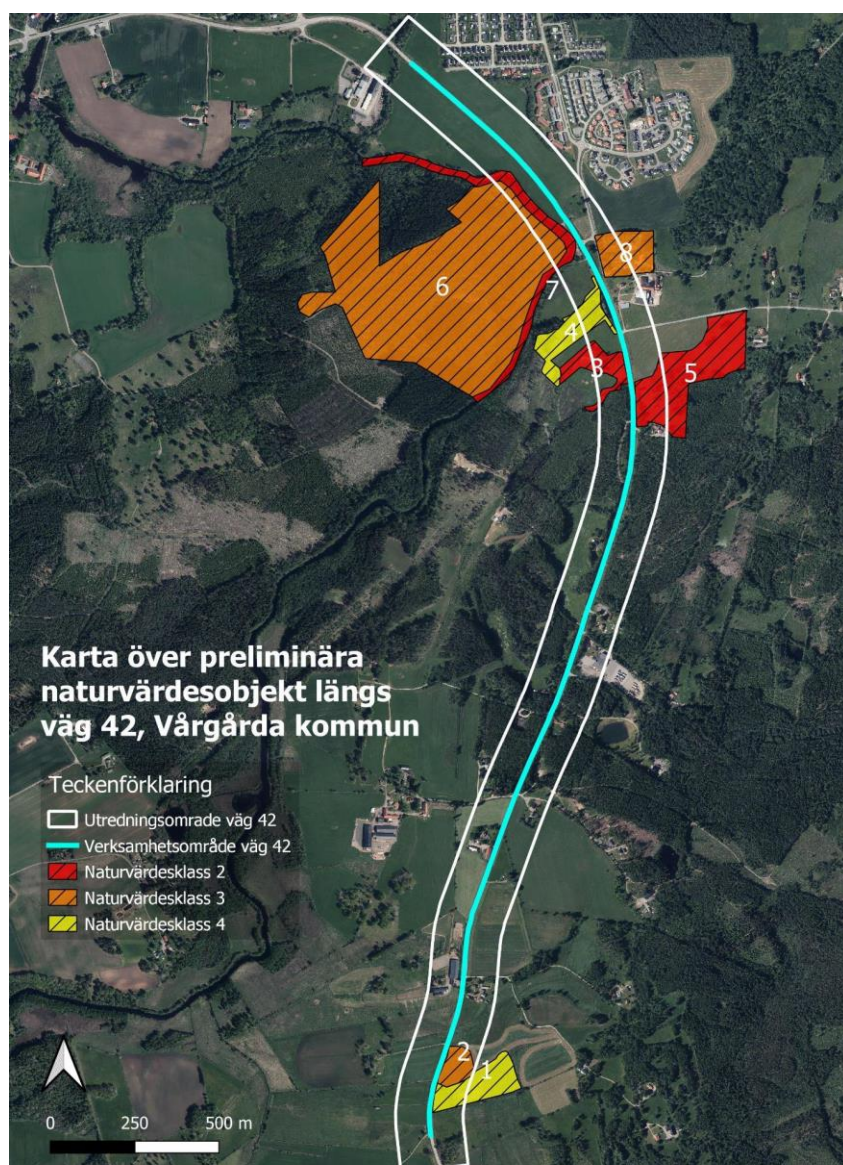 8
6
7
4
3
5
Karta över preliminära
naturvärdesobjekt längs
väg 42, Vårgårda kommun
Teckenförklaring
Utredningsomrade väg 42
Verksamhetsområde väg 42
Naturvärdesklass 2
Naturvärdesklass 3
Naturvärdesklass 4
2
1
0 250 500 m